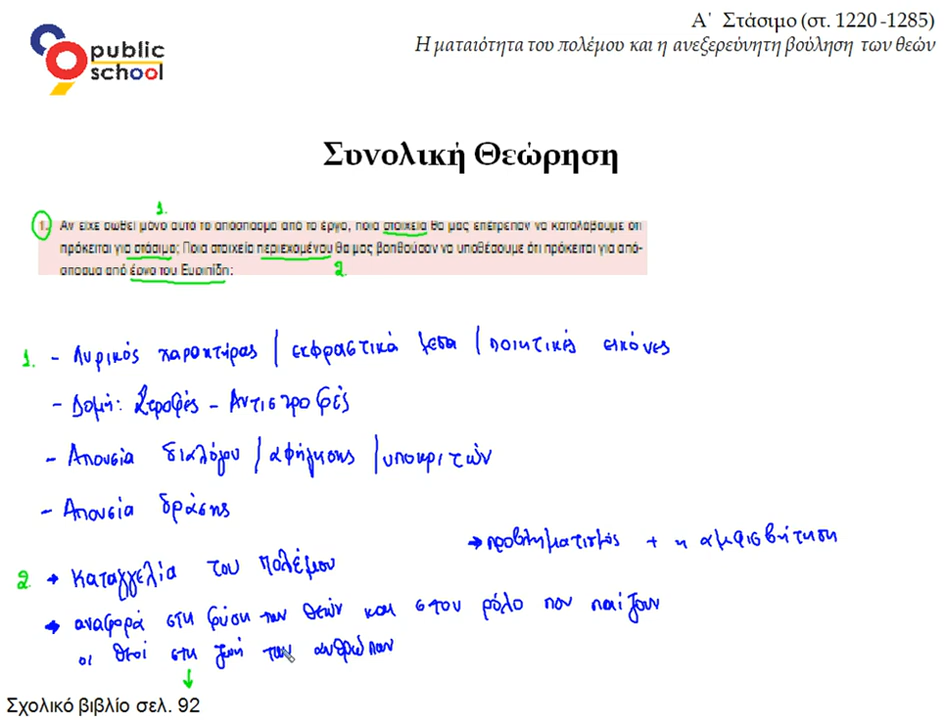 Α΄ Στάσιμο (στ. 1220 -1285)
Η ματαιότητα του πολέμου και η ανεξερεύνητη βούληση των θεών
public
school
Συνολική Θεώρηση
1.
1. Αν είχε σωθεί μόνο αυτό το απόσπασμα από το έργο, ποια στοιχεία θα μας επέτρεπαν να καταλάβουμε ότι
πρόκειται για στάσιμο; Ποια στοιχεία περιεχομένου θα μας βοηθούσαν να υποθέσουμε ότι πρόκειται για από-
σπασμα από έργο του Ευριπίδη;
2.
1. - Λυρικός χαρακτήρας / εκφραστικά μέσα / ποιητικές εικόνες
- Δομή: Στροφές - Αντιστροφές
- Απουσία διαλόγου / αφήγησης / υποκριτών
- Απουσία δράσης
→ προβληματισμός + η αμφισβήτηση
2. → καταγγελία του πολέμου
→ αναφορά στη φύση των θεών και στον ρόλο που παίζουν
οι θεοί στη ζωή των ανθρώπων
Σχολικό βιβλίο σελ. 92